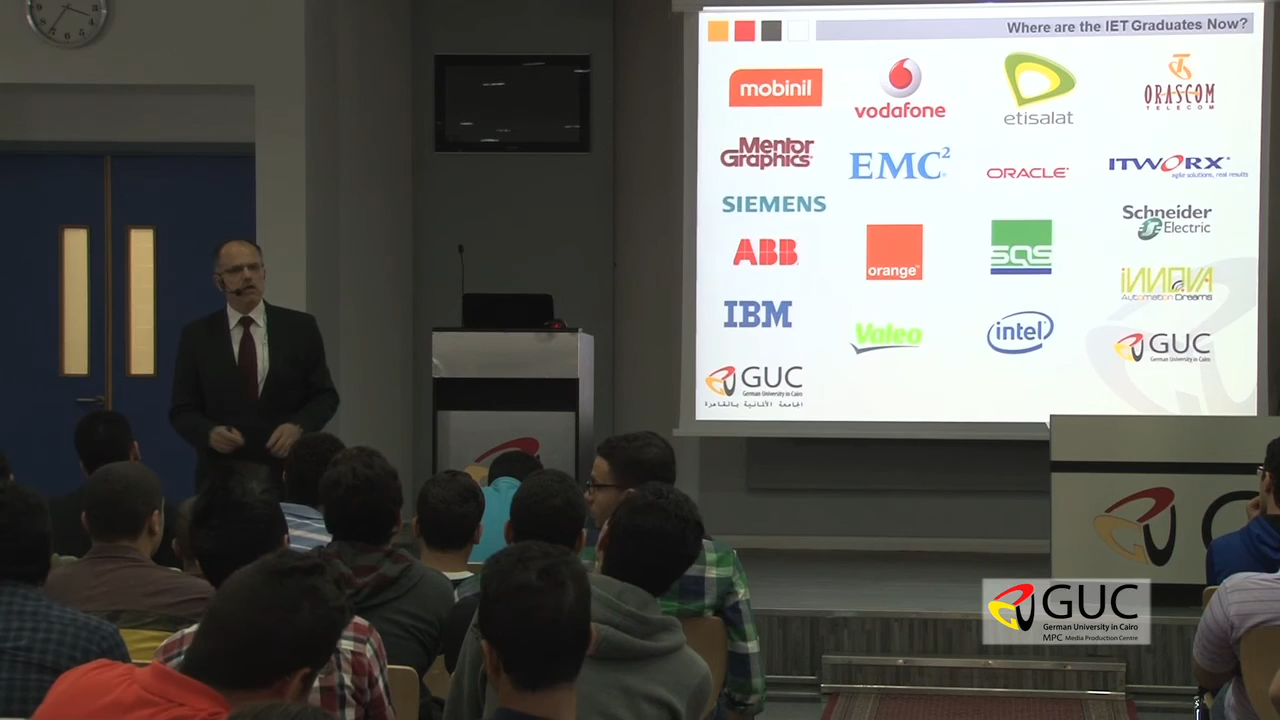 Where are the IET Graduates Now?
mobinil
vodafone
etisalat
ORASCOM
TELECOM
Mentor
Graphics
EMC²
ORACLE
ITWORX
agile solutions, real results
SIEMENS
Schneider
Electric
ABB
orange
SQS
INNOVA
Automation Dreams
IBM
Valeo
intel
GUC
German University in Cairo
GUC
German University in Cairo
الجامعة الألمانية بالقاهرة
GUC
German University in Cairo
MPC Media Production Centre